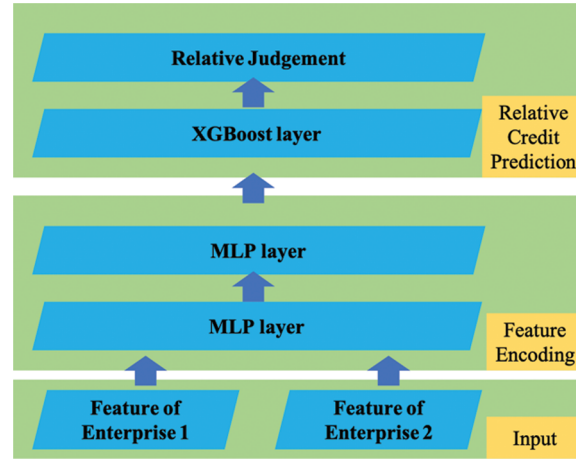 Relative Judgement
XGBoost layer
Relative
Credit
Prediction
MLP layer
MLP layer
Feature
Encoding
Feature of
Enterprise 1
Feature of
Enterprise 2
Input